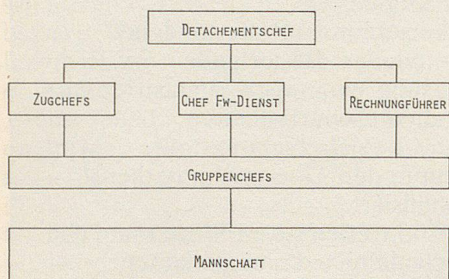 DETACHEMENTSCHEF
ZUGCHEFS
CHEF FW-DIENST
RECHNUNGFÜHRER
GRUPPENCHEFS
MANNSCHAFT